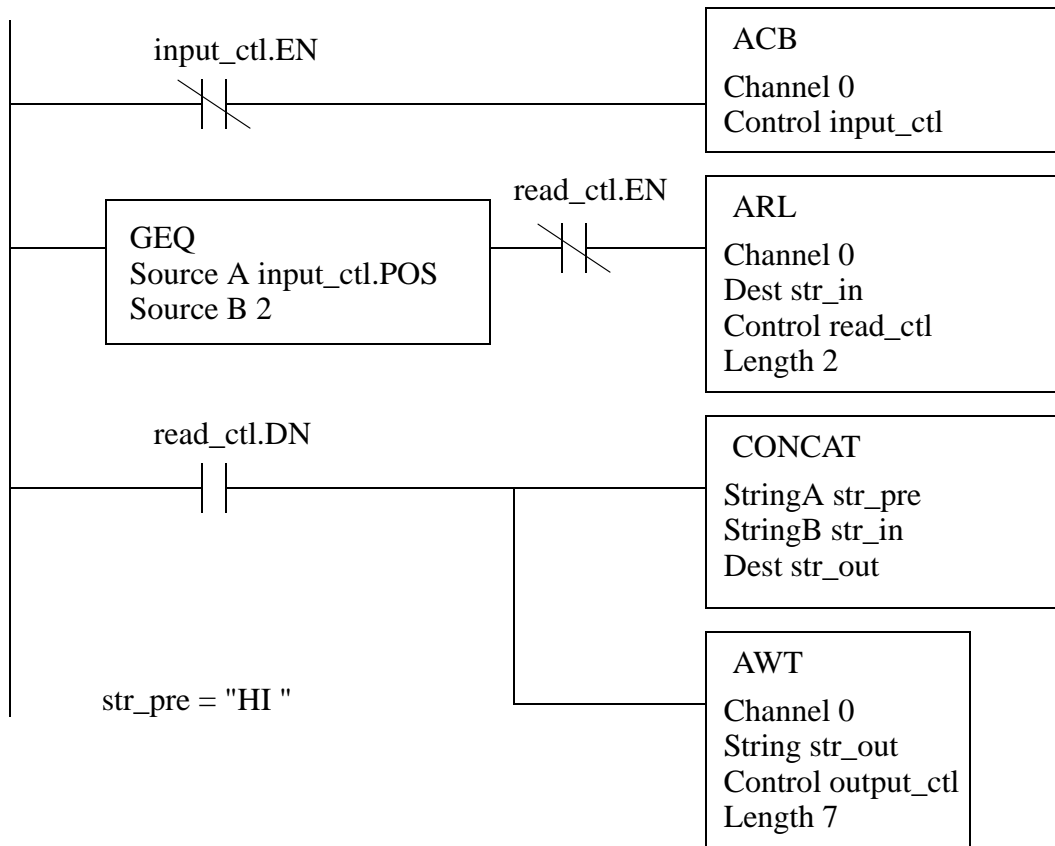 input_ctl.EN
ACB
Channel 0
Control input_ctl
GEQ
Source A input_ctl.POS
Source B 2
read_ctl.EN
ARL
Channel 0
Dest str_in
Control read_ctl
Length 2
read_ctl.DN
CONCAT
StringA str_pre
StringB str_in
Dest str_out
str_pre = "HI "
AWT
Channel 0
String str_out
Control output_ctl
Length 7